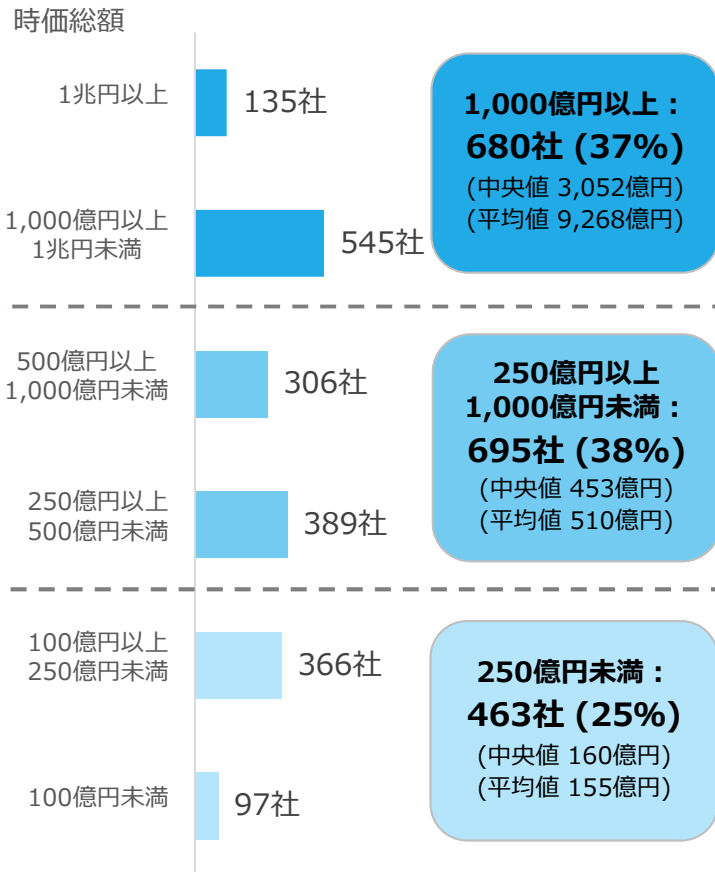 時価総額
1兆円以上
135社
1,000億円以上：
680社 (37%)
(中央値 3,052億円)
(平均値 9,268億円)
1,000億円以上
1兆円未満
545社
500億円以上
1,000億円未満
306社
250億円以上
1,000億円未満：
695社 (38%)
(中央値 453億円)
(平均値 510億円)
250億円以上
500億円未満
389社
100億円以上
250億円未満
366社
250億円未満：
463社 (25%)
(中央値 160億円)
(平均値 155億円)
100億円未満
97社